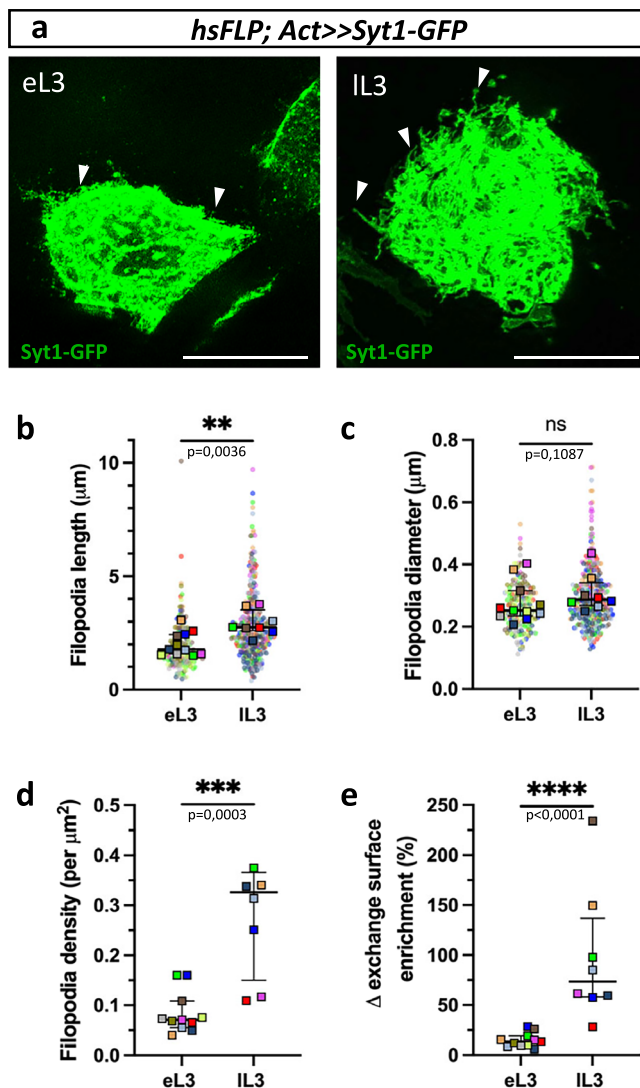 a hsFLP; Act>>Syt1-GFP
eL3
lL3
Syt1-GFP
Syt1-GFP
b
**
p=0,0036
Filopodia length (μm)
10
5
0
eL3 lL3
c
ns
p=0,1087
Filopodia diameter (μm)
0.8
0.6
0.4
0.2
0.0
eL3 lL3
d
***
p=0,0003
Filopodia density (per μm²)
0.5
0.4
0.3
0.2
0.1
0.0
eL3 lL3
e
****
p<0,0001
Δ exchange surface
enrichment (%)
250
200
150
100
50
0
eL3 lL3